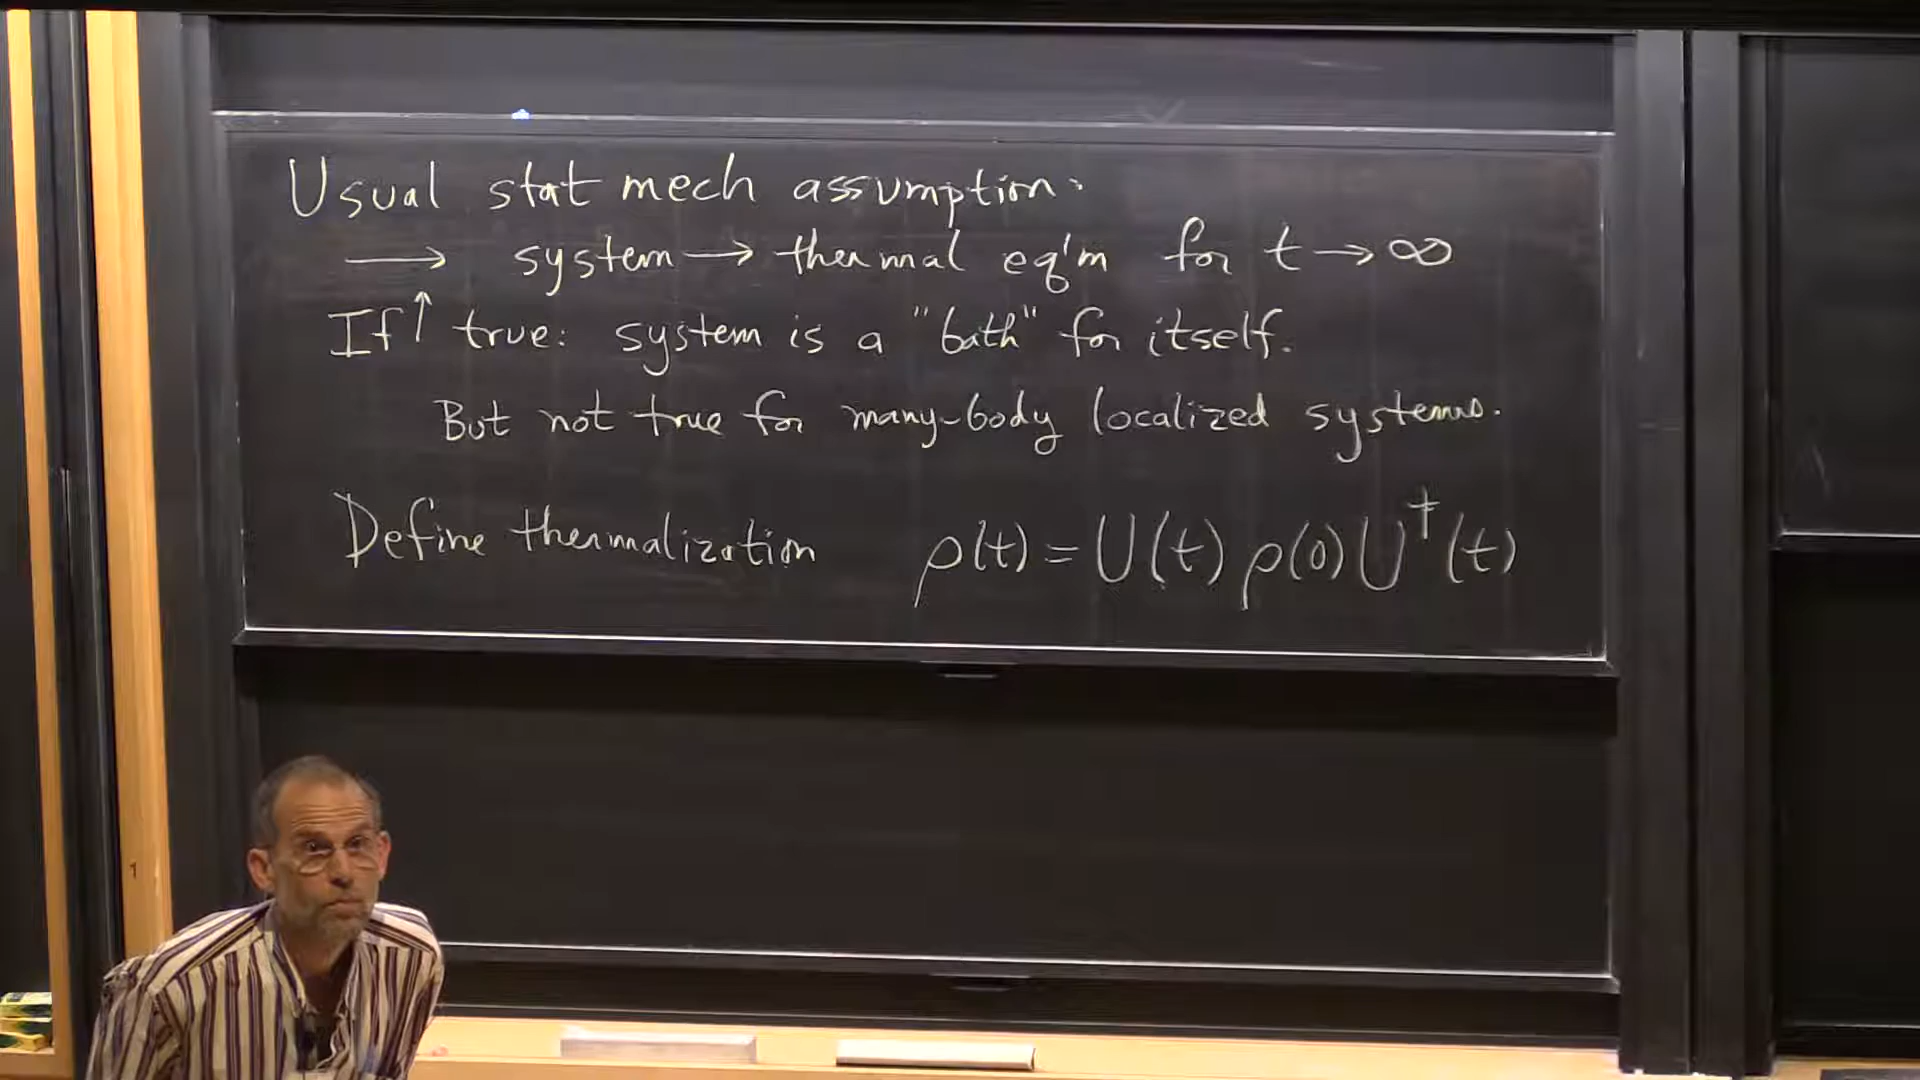 Usual stat mech assumption:
⟶ system ⟶ thermal eq'm for t → ∞
If ↑ true: system is a "bath" for itself.
But not true for many-body localized systems.
Define thermalization ρ(t) = U(t) ρ(0) U†(t)
1